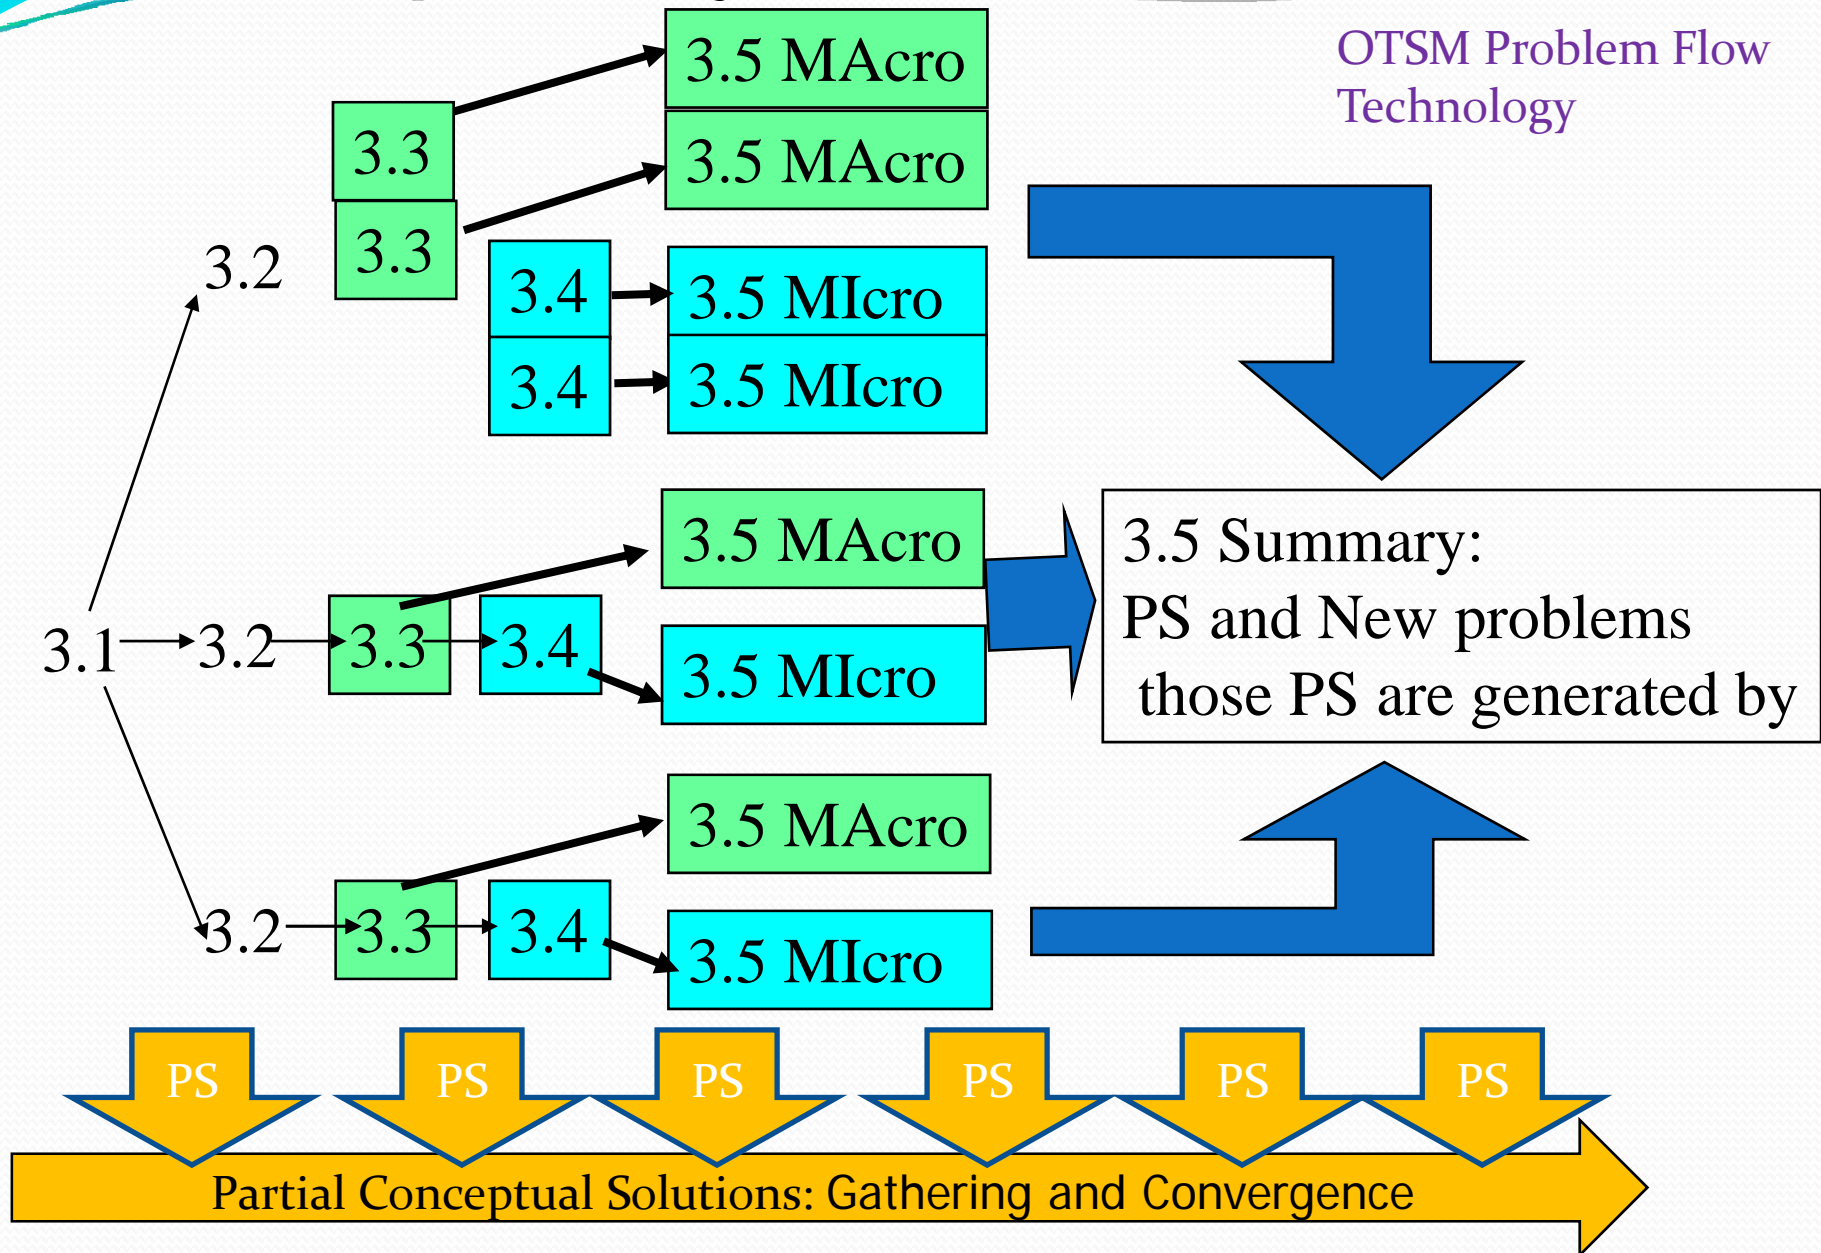 OTSM Problem Flow
Technology
3.5 MAcro
3.3
3.5 MAcro
3.3
3.2
3.4
3.5 MIcro
3.4
3.5 MIcro
3.5 MAcro
3.1
3.2
3.3
3.4
3.5 MIcro
3.5 Summary:
PS and New problems
those PS are generated by
3.5 MAcro
3.2
3.3
3.4
3.5 MIcro
PS
PS
PS
PS
PS
PS
Partial Conceptual Solutions: Gathering and Convergence